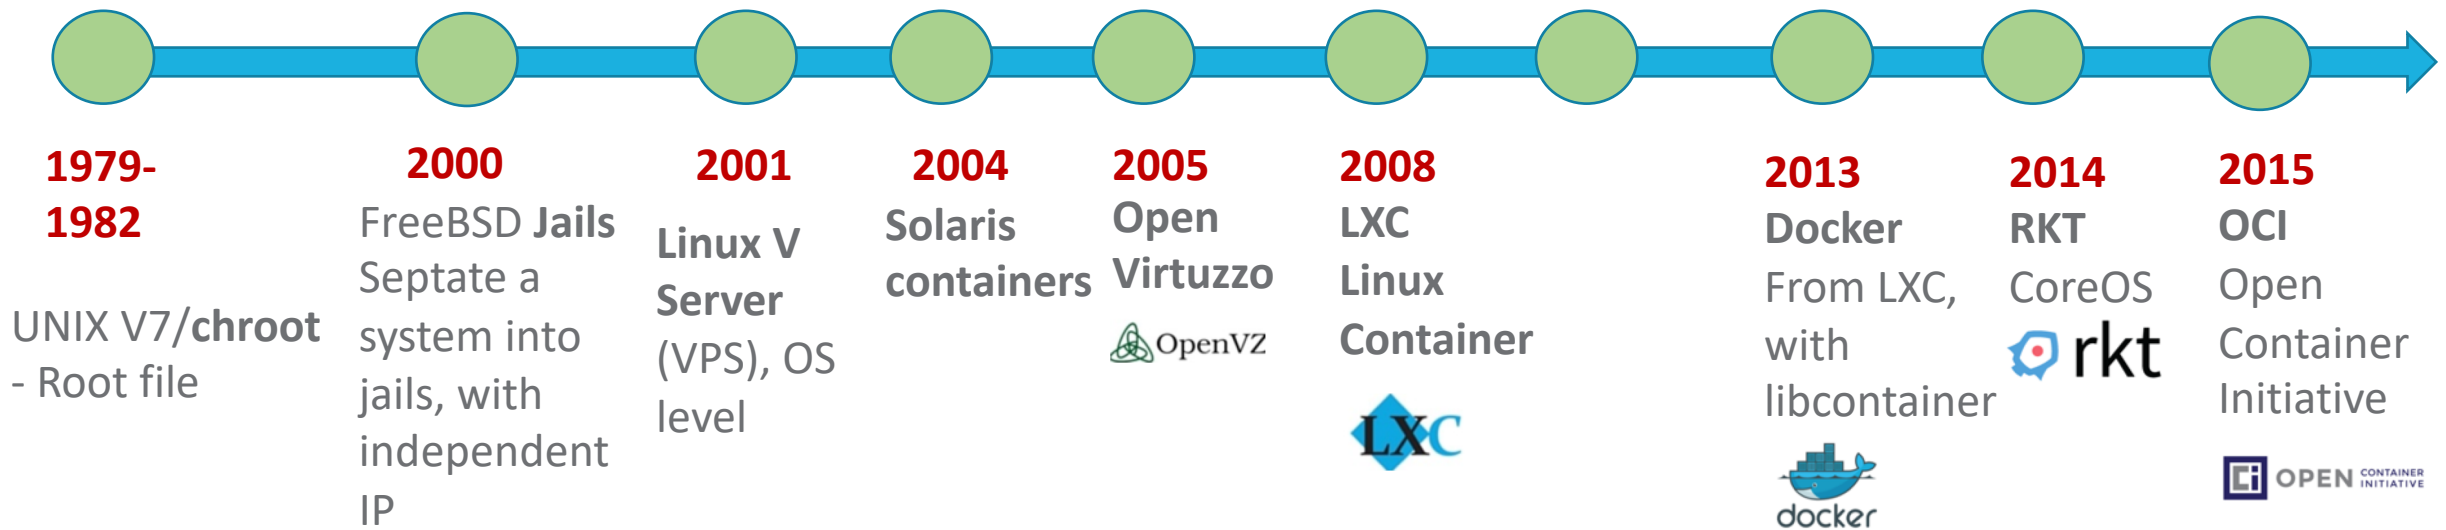 1979-
1982
UNIX V7/chroot
- Root file
2000
FreeBSD Jails
Septate a
system into
jails, with
independent
IP
2001
Linux V
Server
(VPS), OS
level
2004
Solaris
containers
2005
Open
Virtuzzo
OpenVZ
2008
LXC
Linux
Container
LXC
2013
Docker
From LXC,
with
libcontainer
docker
2014
RKT
CoreOS
rkt
2015
OCI
Open
Container
Initiative
Ci OPEN CONTAINER
INITIATIVE